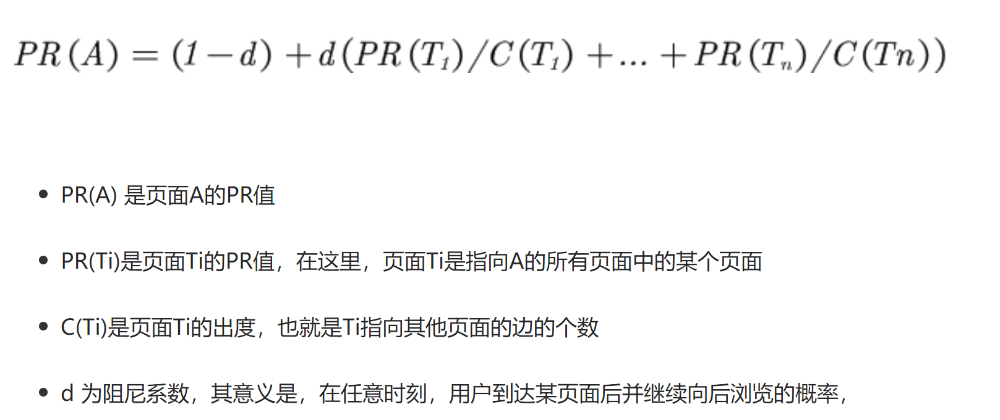 PR(A) = (1-d) + d(PR(T₁)/C(T₁) + ... + PR(Tₙ)/C(Tn))
• PR(A) 是页面A的PR值
• PR(Ti)是页面Ti的PR值，在这里，页面Ti是指向A的所有页面中的某个页面
• C(Ti)是页面Ti的出度，也就是Ti指向其他页面的边的个数
• d 为阻尼系数，其意义是，在任意时刻，用户到达某页面后并继续向后浏览的概率，